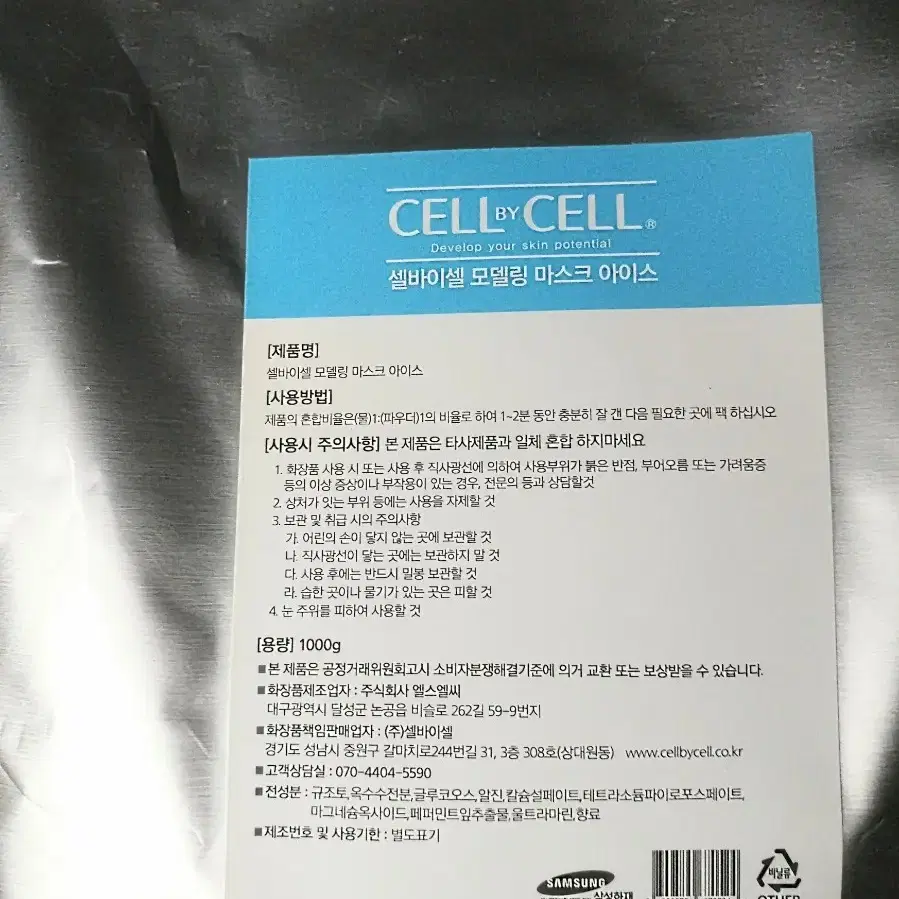 CELL BY CELL®
Develop your skin potential
셀바이셀 모델링 마스크 아이스
[제품명]
셀바이셀 모델링 마스크 아이스
[사용방법]
제품의 혼합비율은(물)1:(파우더)1의 비율로 하여 1~2분 동안 충분히 잘 갠 다음 필요한 곳에 팩 하십시오
[사용시 주의사항] 본 제품은 타사제품과 일체 혼합 하지마세요
1. 화장품 사용 시 또는 사용 후 직사광선에 의하여 사용부위가 붉은 반점, 부어오름 또는 가려움증
등의 이상 증상이나 부작용이 있는 경우, 전문의 등과 상담할것
2. 상처가 잇는 부위 등에는 사용을 자제할 것
3. 보관 및 취급 시의 주의사항
가. 어린의 손이 닿지 않는 곳에 보관할 것
나. 직사광선이 닿는 곳에는 보관하지 말 것
다. 사용 후에는 반드시 밀봉 보관할 것
라. 습한 곳이나 물기가 있는 곳은 피할 것
4. 눈 주위를 피하여 사용할 것
[용량] 1000g
■본 제품은 공정거래위원회고시 소비자분쟁해결기준에 의거 교환 또는 보상받을 수 있습니다.
■화장품제조업자 : 주식회사 엘스엘씨
대구광역시 달성군 논공읍 비슬로 262길 59-9번지
■화장품책임판매업자 : (주)셀바이셀
경기도 성남시 중원구 갈마치로244번길 31, 3층 308호(상대원동) www.cellbycell.co.kr
■고객상담실 : 070-4404-5590
■전성분 : 규조토,옥수수전분,글루코오스,알진,칼슘설페이트,테트라소듐파이로포스페이트,
마그네슘옥사이드,페퍼민트잎추출물,울트라마린,향료
■제조번호 및 사용기한 : 별도표기
SAMSUNG
삼성화재
비닐류
OTHER